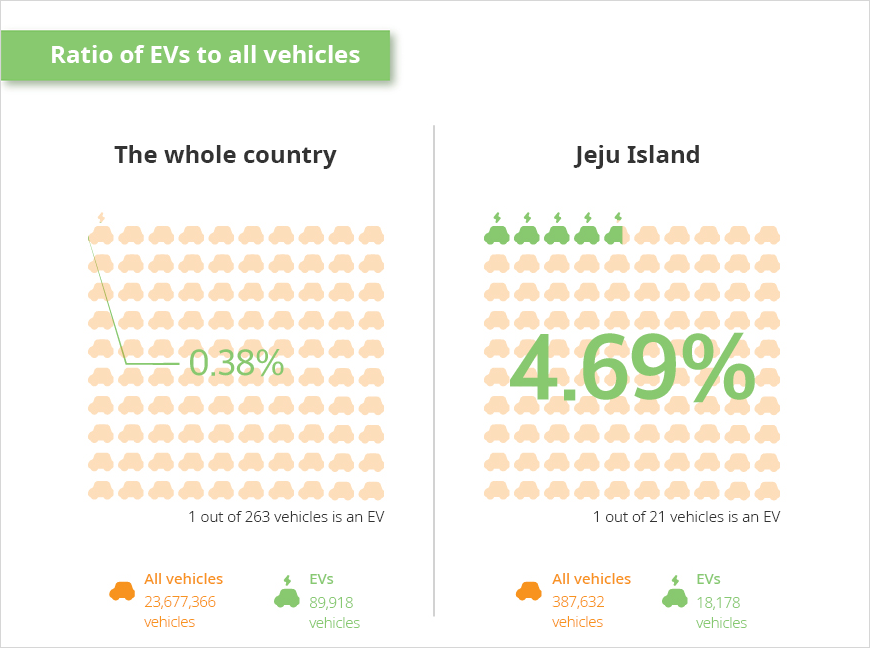 Ratio of EVs to all vehicles
The whole country
0.38%
1 out of 263 vehicles is an EV
All vehicles
23,677,366
vehicles
EVs
89,918
vehicles
Jeju Island
4.69%
1 out of 21 vehicles is an EV
All vehicles
387,632
vehicles
EVs
18,178
vehicles